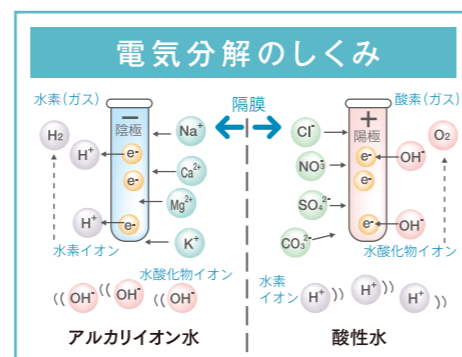 電気分解のしくみ
水素(ガス)
隔膜
酸素(ガス)
H2
H⁺
−
陰極
e-
e-
H⁺
e-
Na⁺
Ca²⁺
Mg²⁺
K⁺
Cl⁻
NO³⁻
SO₄²⁻
CO₃²⁻
+
陽極
e-
e-
e-
OH⁻
OH⁻
O2
水素イオン
水酸化物イオン
水酸化物イオン
水素
イオン
OH⁻ OH⁻ OH⁻
H⁺ H⁺ H⁺
アルカリイオン水
酸性水